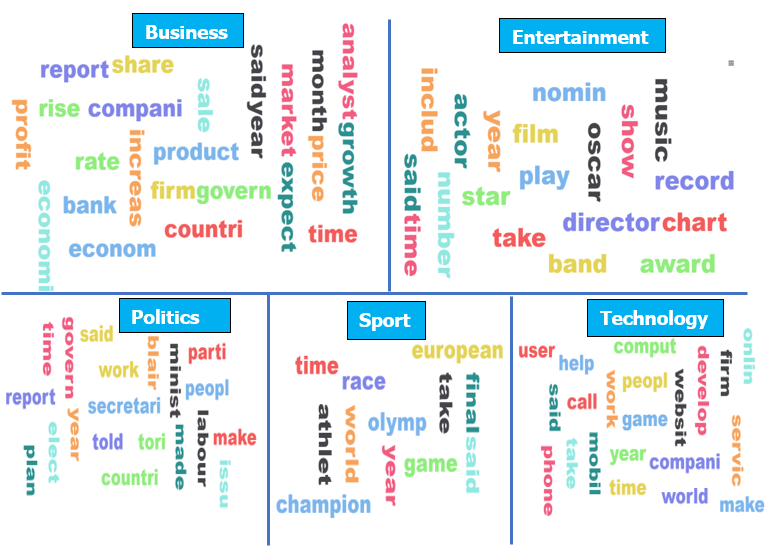 Business
report
share
rise
compani
sale
said
year
market
month
analyst
profit
rate
increas
product
price
growth
economi
bank
firm
govern
expect
countri
time
econom
Entertainment
includ
actor
year
nomin
film
oscar
show
music
said
number
star
play
record
time
take
director
chart
band
award
Politics
time
govern
said
blair
minist
parti
work
report
secretari
peopl
year
elect
told
tori
made
labour
make
plan
countri
issu
Sport
european
time
race
take
final
athlet
world
olymp
year
game
said
champion
Technology
user
help
comput
develop
firm
onlin
said
call
work
peopl
websit
game
servic
phone
take
mobil
year
compani
time
world
make